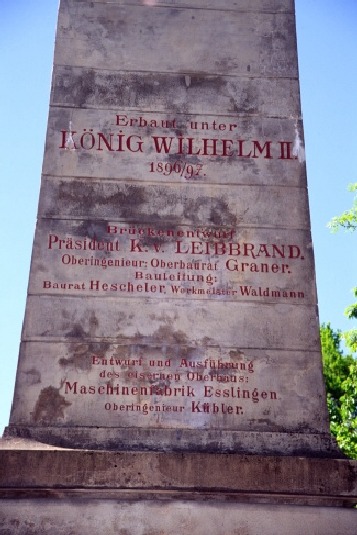 Erbaut unter
KÖNIG WILHELM II.
1896/97.
Brückenentwurf
Präsident K. v. LEIBBRAND.
Oberingenieur: Oberbaurat Graner.
Bauleitung:
Baurat Hescheler, Werkmeister Waldmann
Entwurf und Ausführung
des eisernen Oberbaus:
Maschinenfabrik Esslingen
Oberingenieur Kübler.